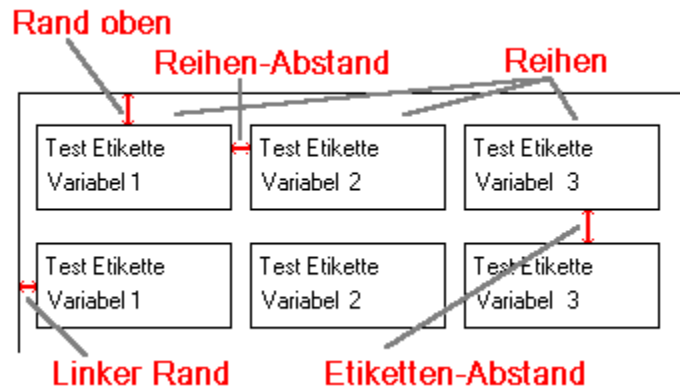 Rand oben
Reihen-Abstand
Reihen
Test Etikette
Variabel 1
Test Etikette
Variabel 2
Test Etikette
Variabel 3
Test Etikette
Variabel 1
Test Etikette
Variabel 2
Test Etikette
Variabel 3
Linker Rand
Etiketten-Abstand